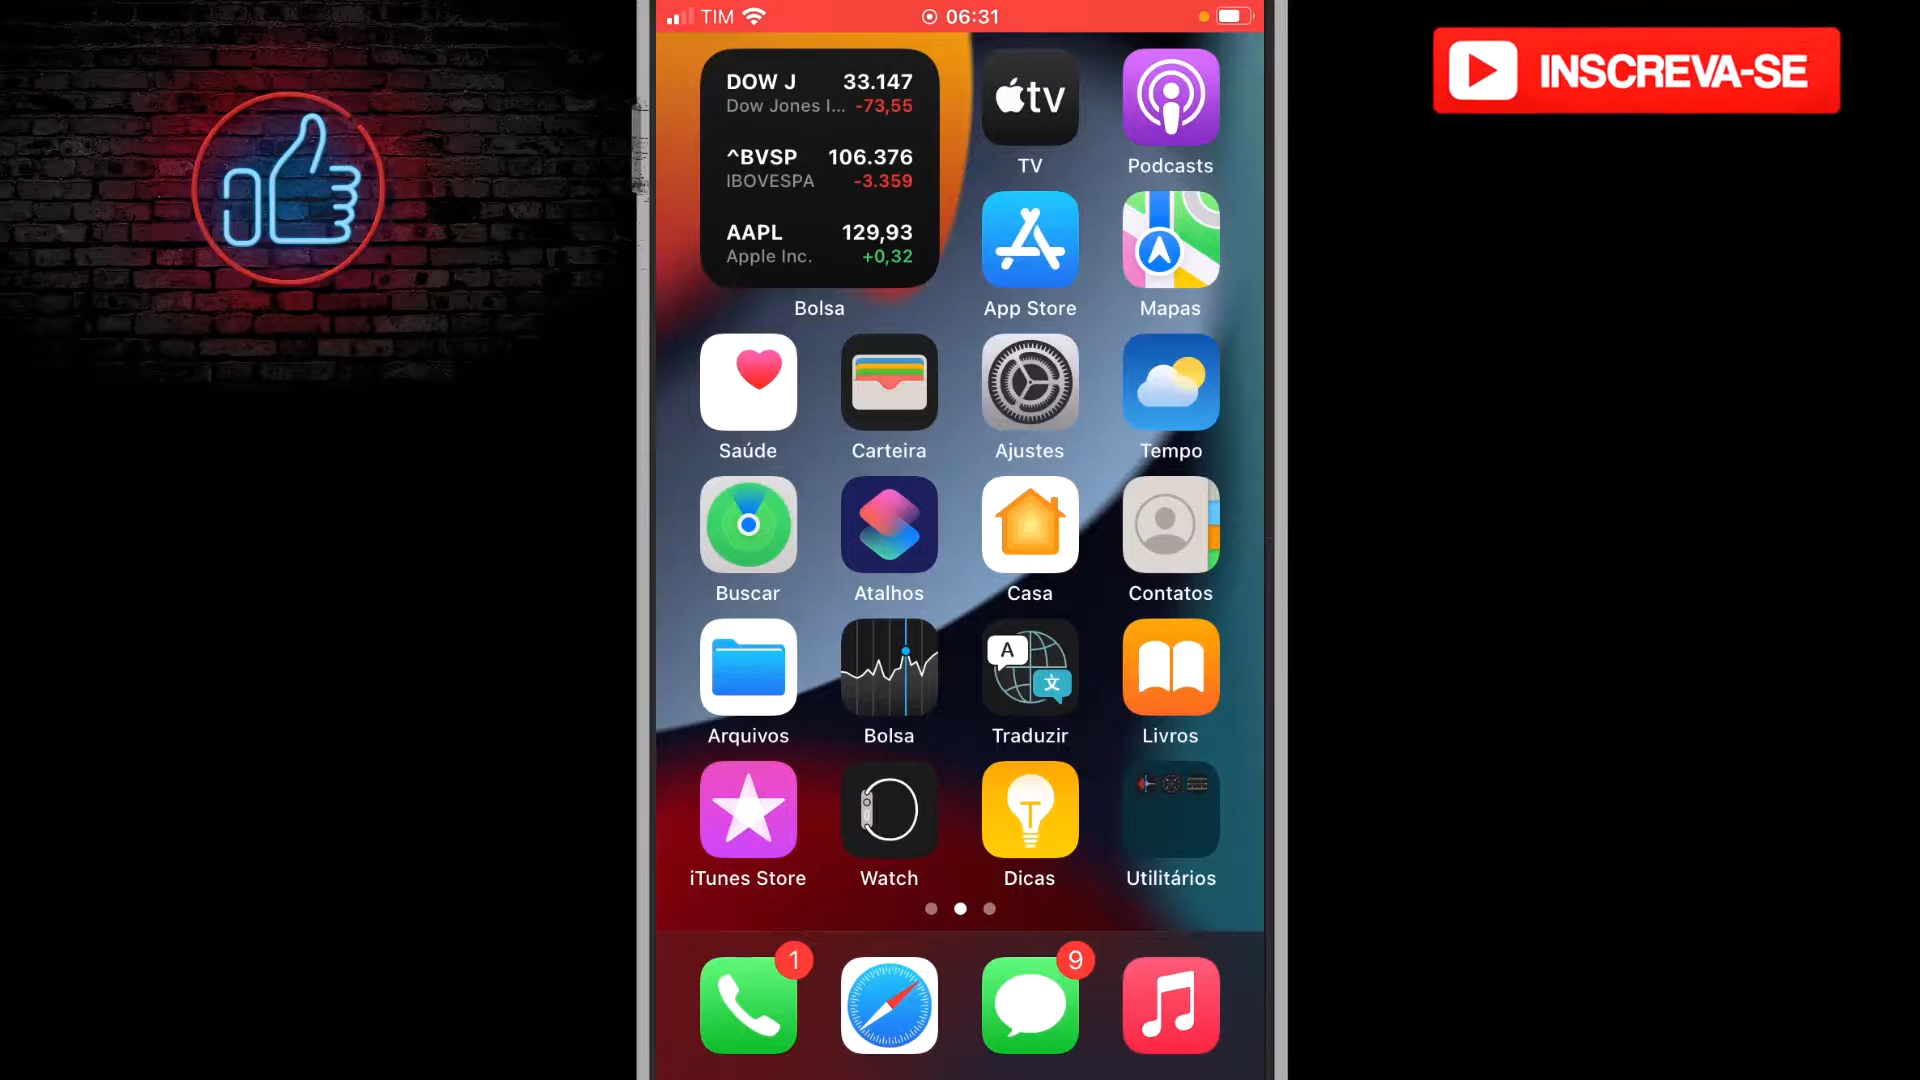 TIM 06:31
INSCREVA-SE
DOW J 33.147
Dow Jones I... -73,55
^BVSP 106.376
IBOVESPA -3.359
AAPL 129,93
Apple Inc. +0,32
Bolsa
tv
TV
Podcasts
App Store
Mapas
Saúde
Carteira
Ajustes
Tempo
Buscar
Atalhos
Casa
Contatos
A
文
Arquivos
Bolsa
Traduzir
Livros
iTunes Store
Watch
Dicas
Utilitários
1
9